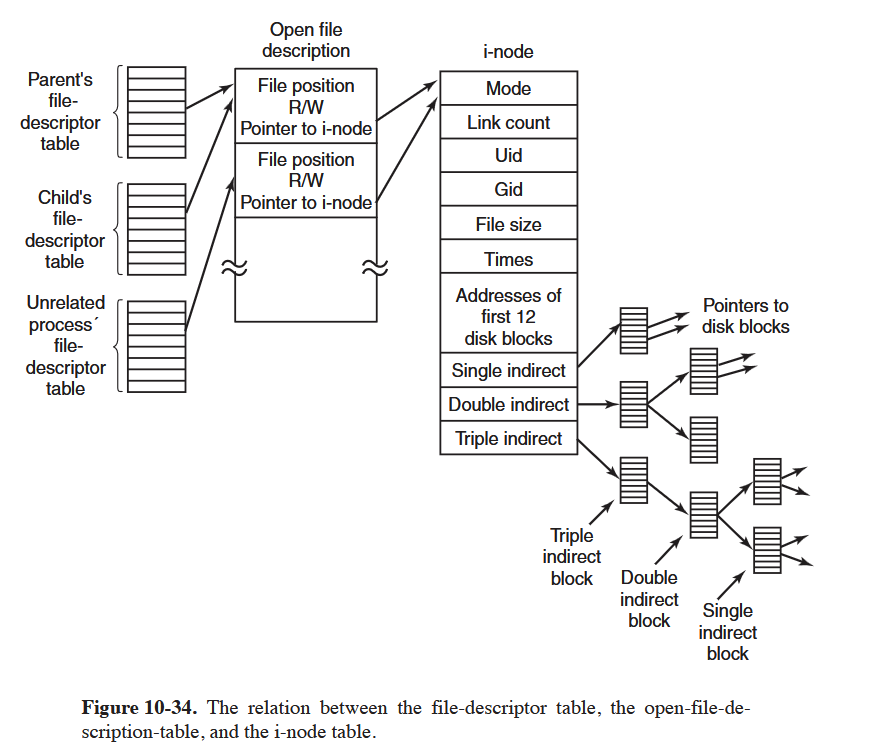 Open file
description
i-node
Parent's
file-
descriptor
table
File position
R/W
Pointer to i-node
File position
R/W
Pointer to i-node
Child's
file-
descriptor
table
Unrelated
process´
file-
descriptor
table
Mode
Link count
Uid
Gid
File size
Times
Addresses of
first 12
disk blocks
Single indirect
Double indirect
Triple indirect
Pointers to
disk blocks
Triple
indirect
block
Double
indirect
block
Single
indirect
block
Figure 10-34. The relation between the file-descriptor table, the open-file-de-
scription-table, and the i-node table.